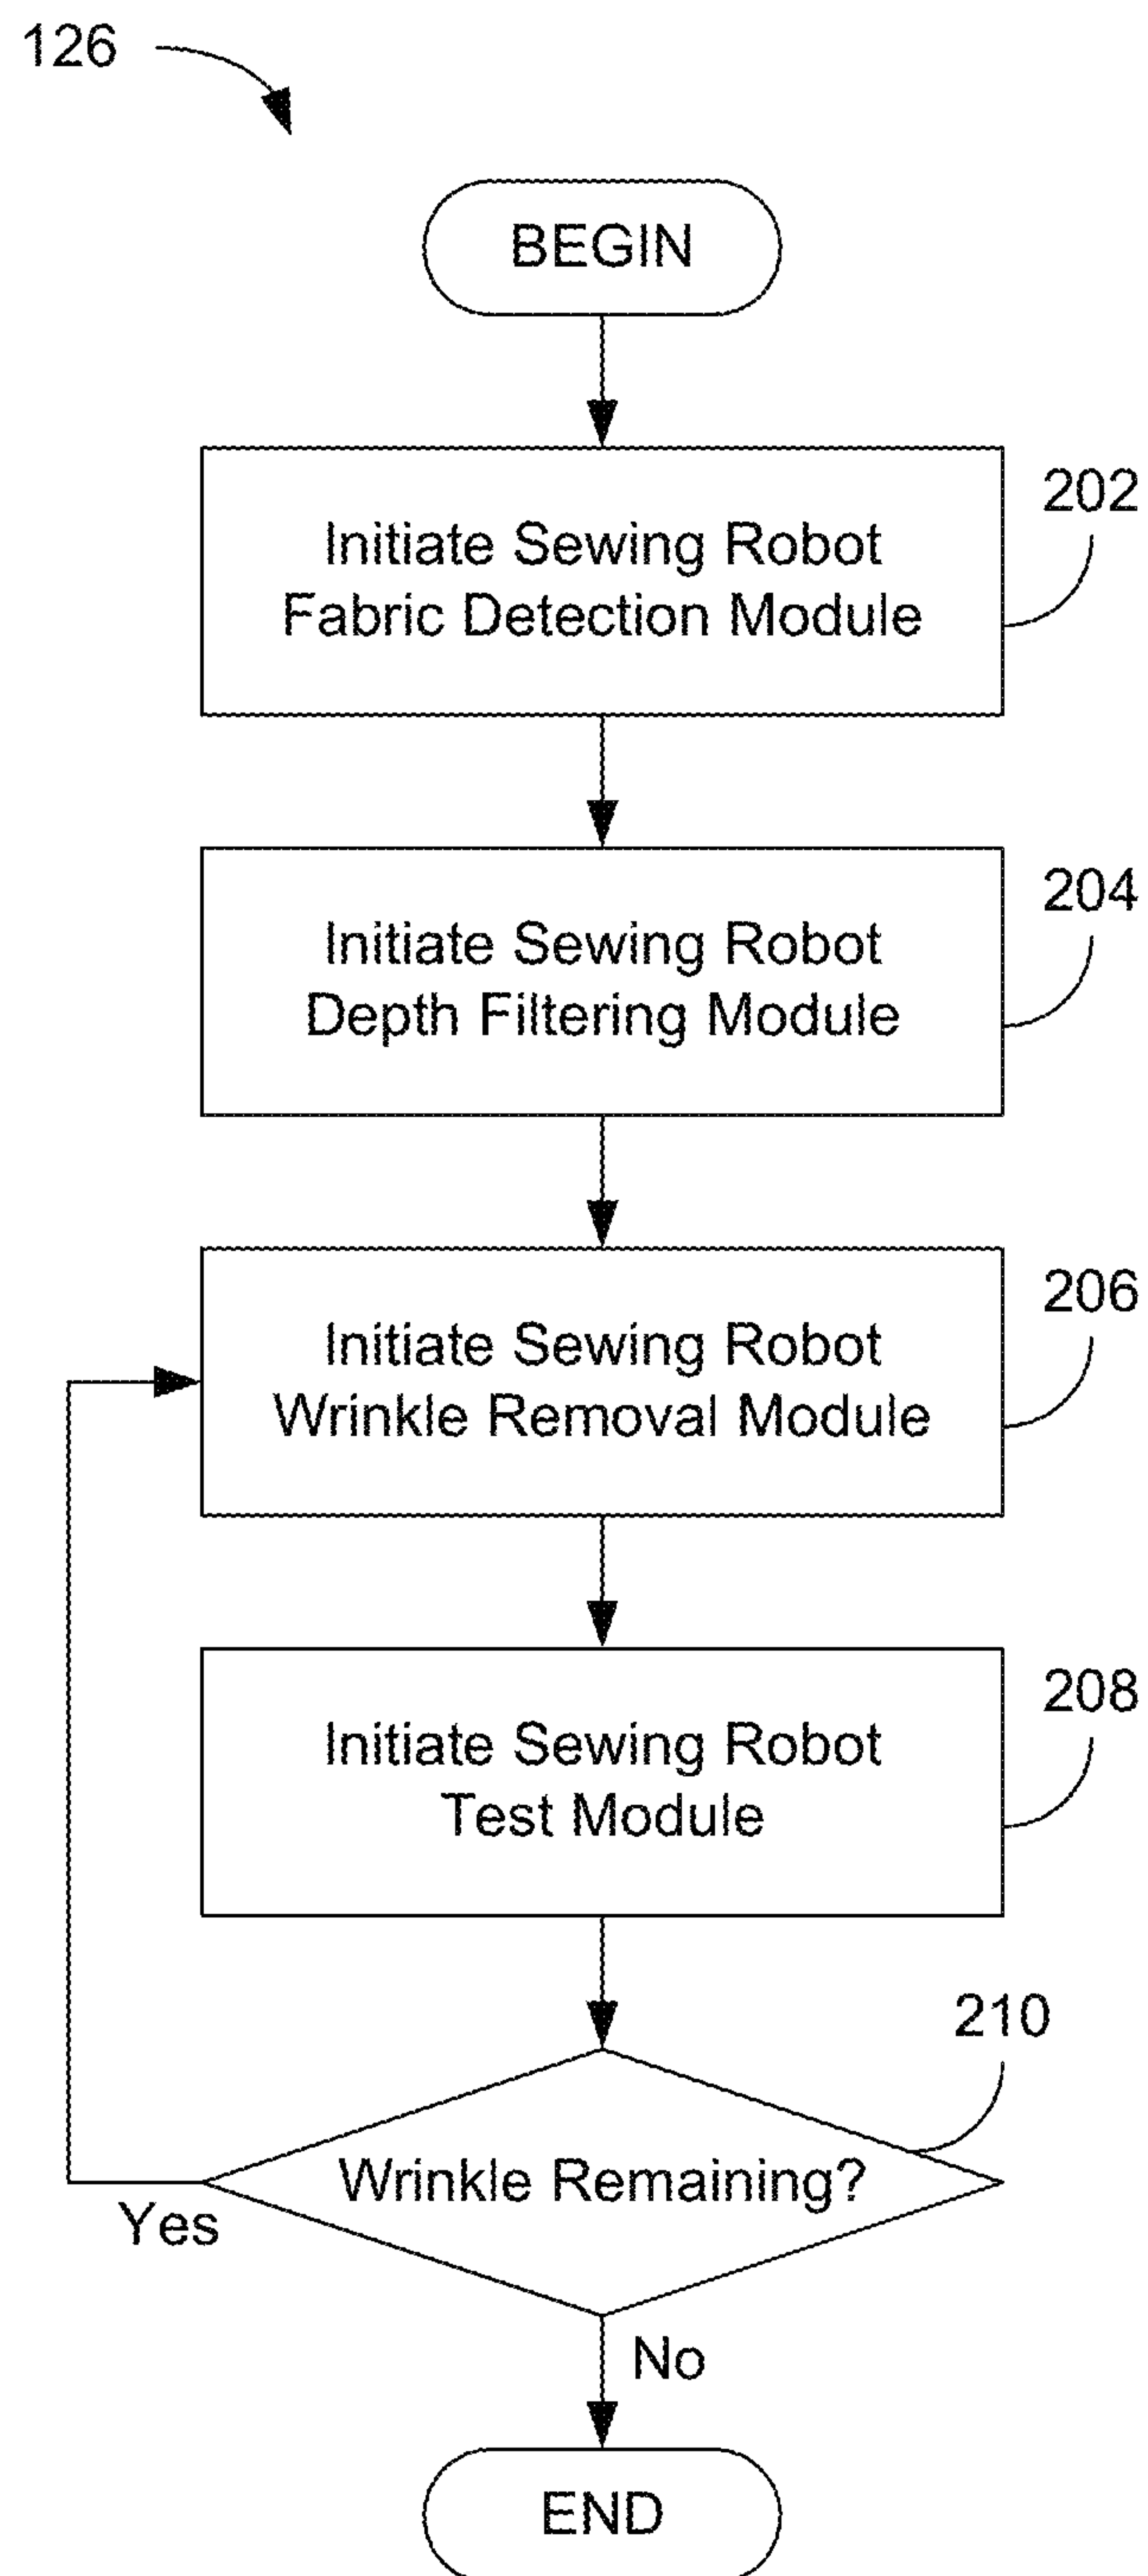 126
BEGIN
202
Initiate Sewing Robot
Fabric Detection Module
204
Initiate Sewing Robot
Depth Filtering Module
206
Initiate Sewing Robot
Wrinkle Removal Module
208
Initiate Sewing Robot
Test Module
210
Wrinkle Remaining?
Yes
No
END